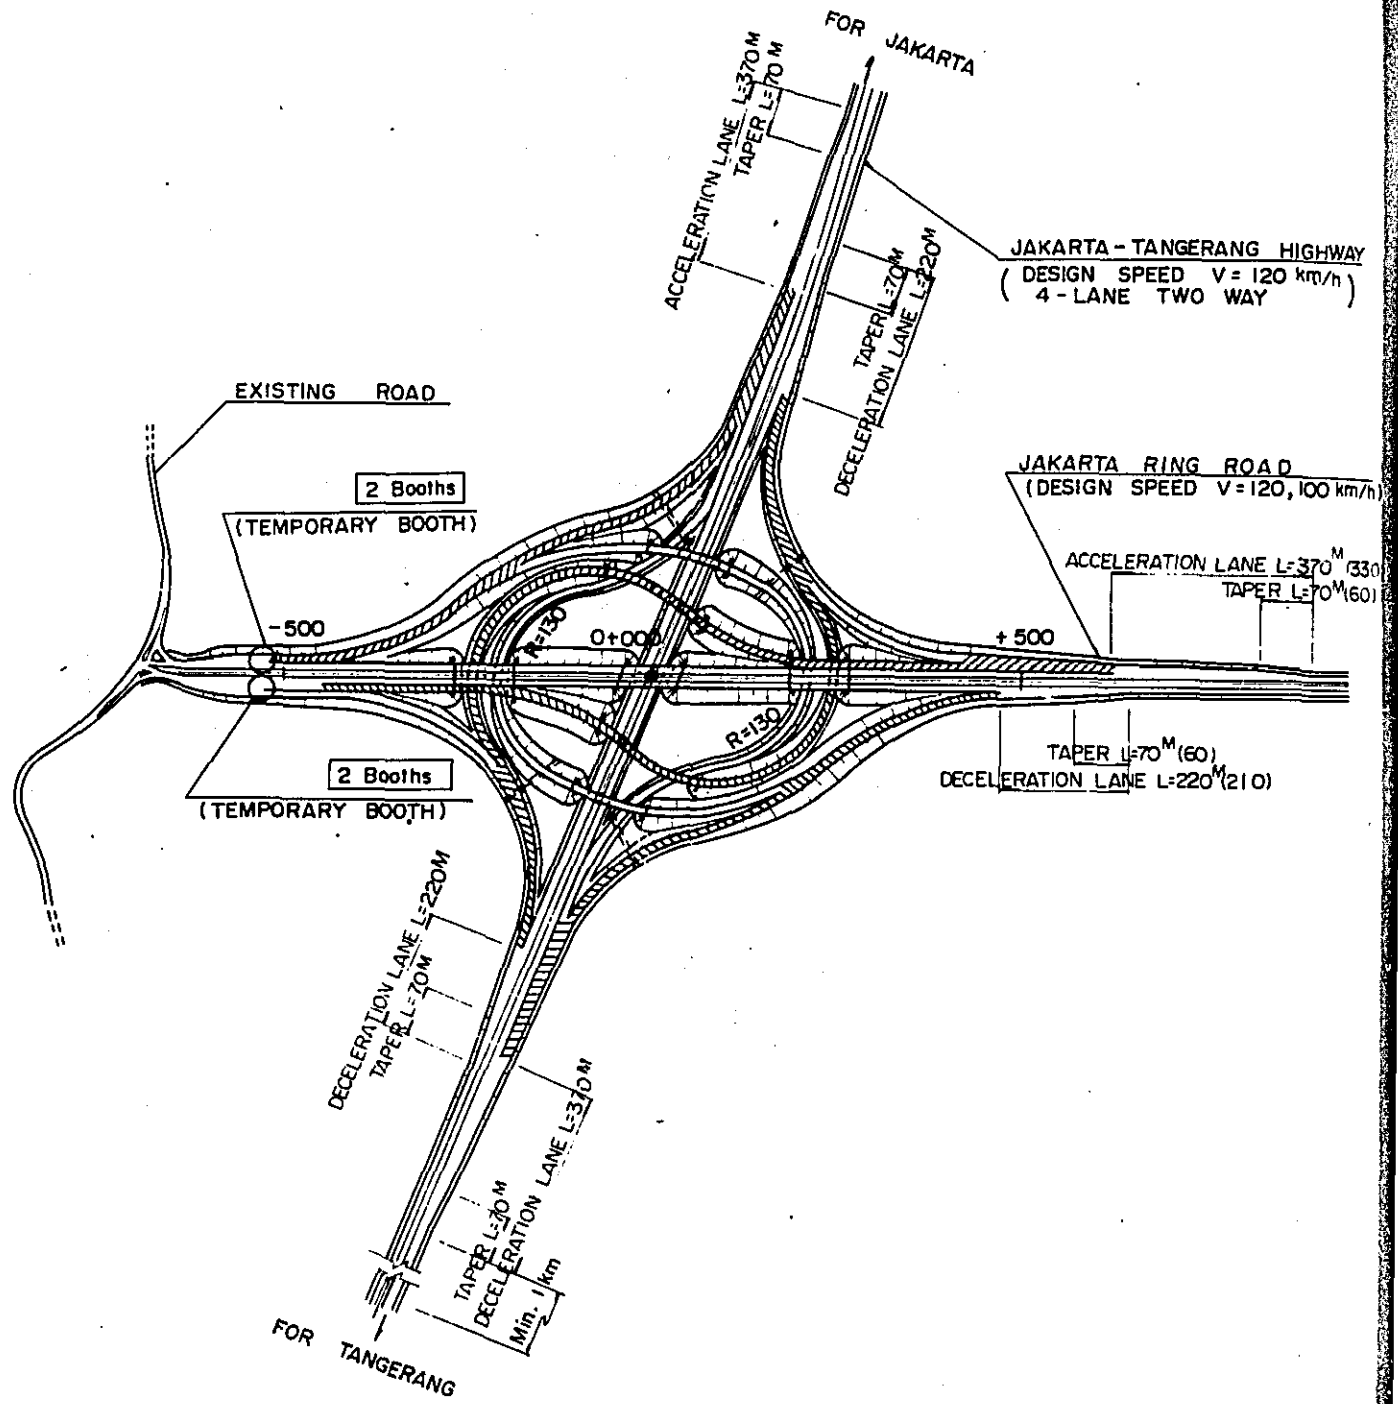 FOR JAKARTA
ACCELERATION LANE L=370M
TAPER L=70M
JAKARTA-TANGERANG HIGHWAY
( DESIGN SPEED V= 120 km/h )
( 4-LANE TWO WAY )
TAPER L=70M
DECELERATION LANE L=220M
EXISTING ROAD
2 Booths
(TEMPORARY BOOTH)
JAKARTA RING ROAD
(DESIGN SPEED V=120,100 km/h)
ACCELERATION LANE L=370M(330
TAPER L=70M(60)
-500
R=130
0+000
+500
R=130
TAPER L=70M(60)
DECELERATION LANE L=220M(210)
2 Booths
(TEMPORARY BOOTH)
DECELERATION LANE L=220M
TAPER L=70M
TAPER L=70M
DECELERATION LANE L=370M
Min. 1 km
FOR TANGERANG